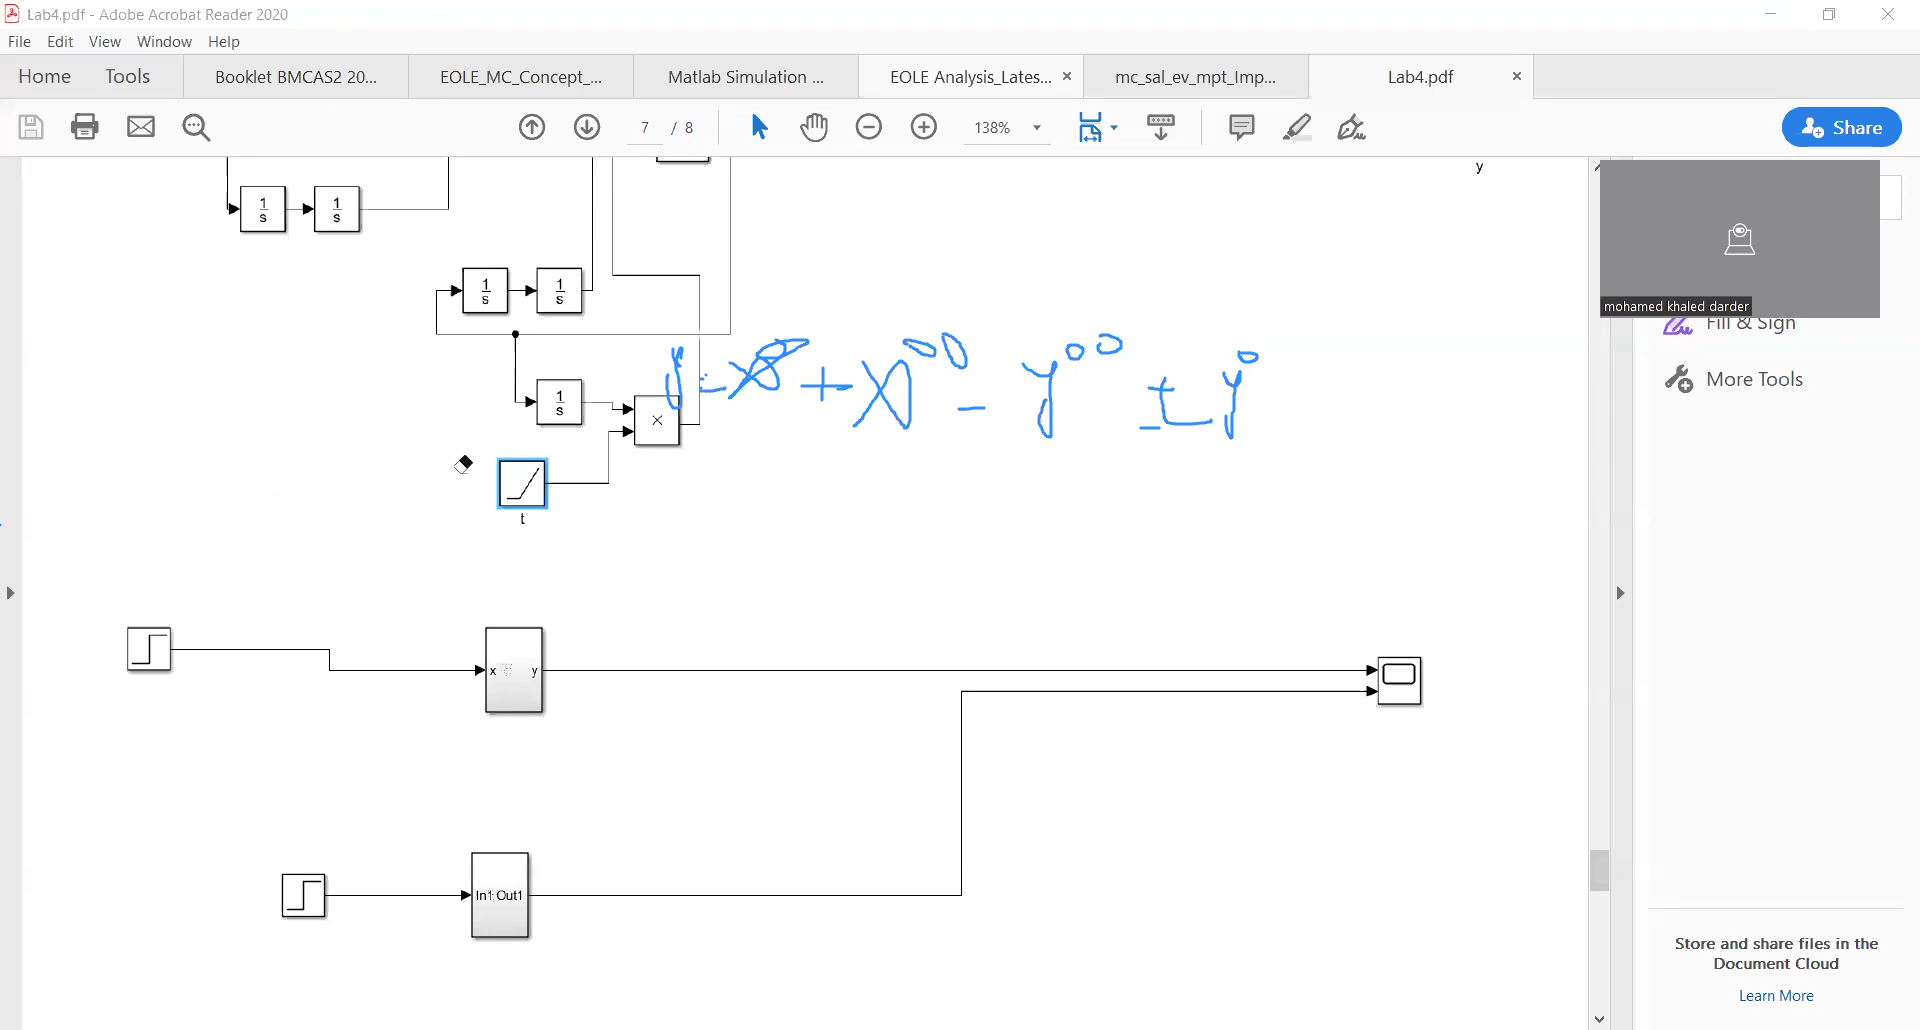 Lab4.pdf - Adobe Acrobat Reader 2020
File Edit View Window Help
Home Tools Booklet BMCAS2 20... EOLE_MC_Concept_... Matlab Simulation ... EOLE Analysis_Lates... × mc_sal_ev_mpt_Imp... Lab4.pdf ×
7 / 8 138% Share
y
1/s 1/s
mohamed khaled darder
1/s 1/s
Fill & Sign
+ X°° - y°° - t y°
More Tools
1/s ×
t
x y
In1 Out1
Store and share files in the
Document Cloud
Learn More